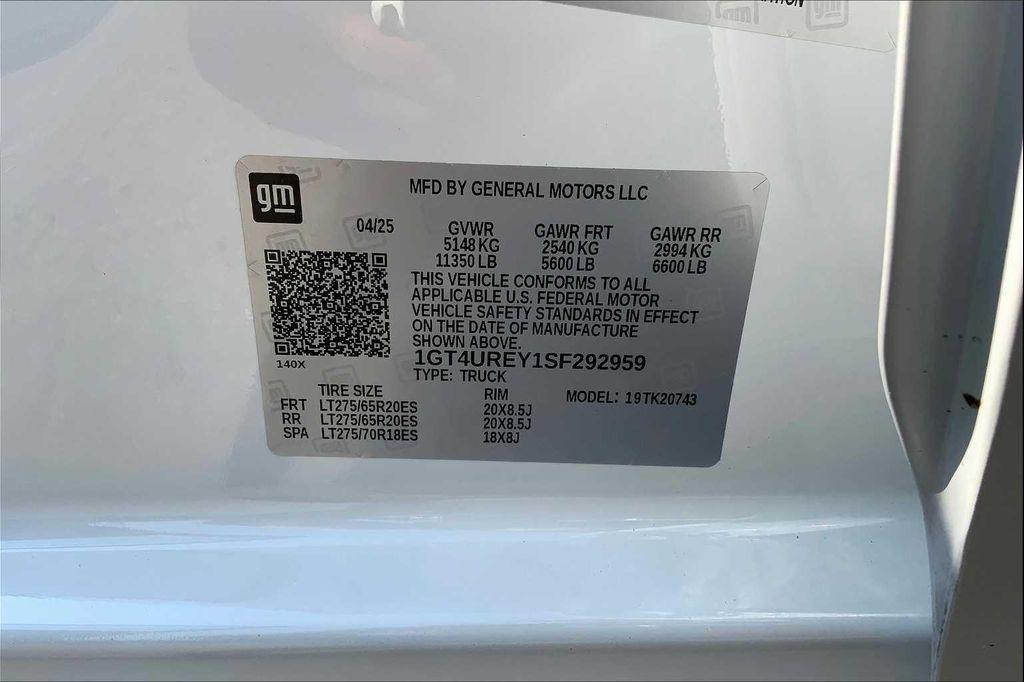 gm
gm
gm
MFD BY GENERAL MOTORS LLC
04/25
GVWR
5148 KG
11350 LB
GAWR FRT
2540 KG
5600 LB
GAWR RR
2994 KG
6600 LB
THIS VEHICLE CONFORMS TO ALL
APPLICABLE U.S. FEDERAL MOTOR
VEHICLE SAFETY STANDARDS IN EFFECT
ON THE DATE OF MANUFACTURE
SHOWN ABOVE.
1GT4UREY1SF292959
TYPE: TRUCK
140X
TIRE SIZE
RIM
MODEL: 19TK20743
FRT LT275/65R20ES 20X8.5J
RR LT275/65R20ES 20X8.5J
SPA LT275/70R18ES 18X8J